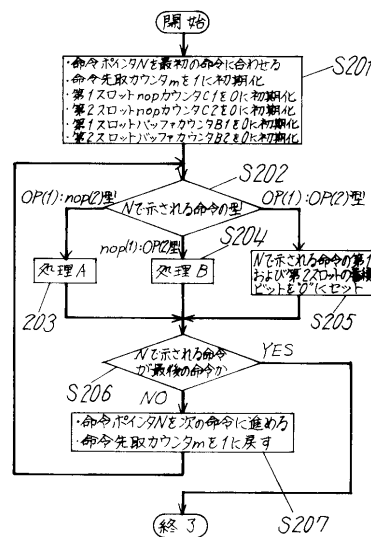 開始
S201
・命令ポインタNを最初の命令に合わせる
・命令先取カウンタmを1に初期化
・第1スロットnopカウンタC1を0に初期化
・第2スロットnopカウンタC2を0に初期化
・第1スロットバッファカウンタB1を0に初期化
・第2スロットバッファカウンタB2を0に初期化
S202
OP(1):nop(2)型
Nで示される命令の型
OP(1):OP(2)型
nop(1):OP(2)型
S204
処理A
処理B
Nで示される命令の第1
および第2スロットの
ビットを"0"にセット
203
S205
Nで示される命令
が最後の命令か
YES
S206
NO
・命令ポインタNを次の命令に進める
・命令先取カウンタmを1に戻す
S207
終了